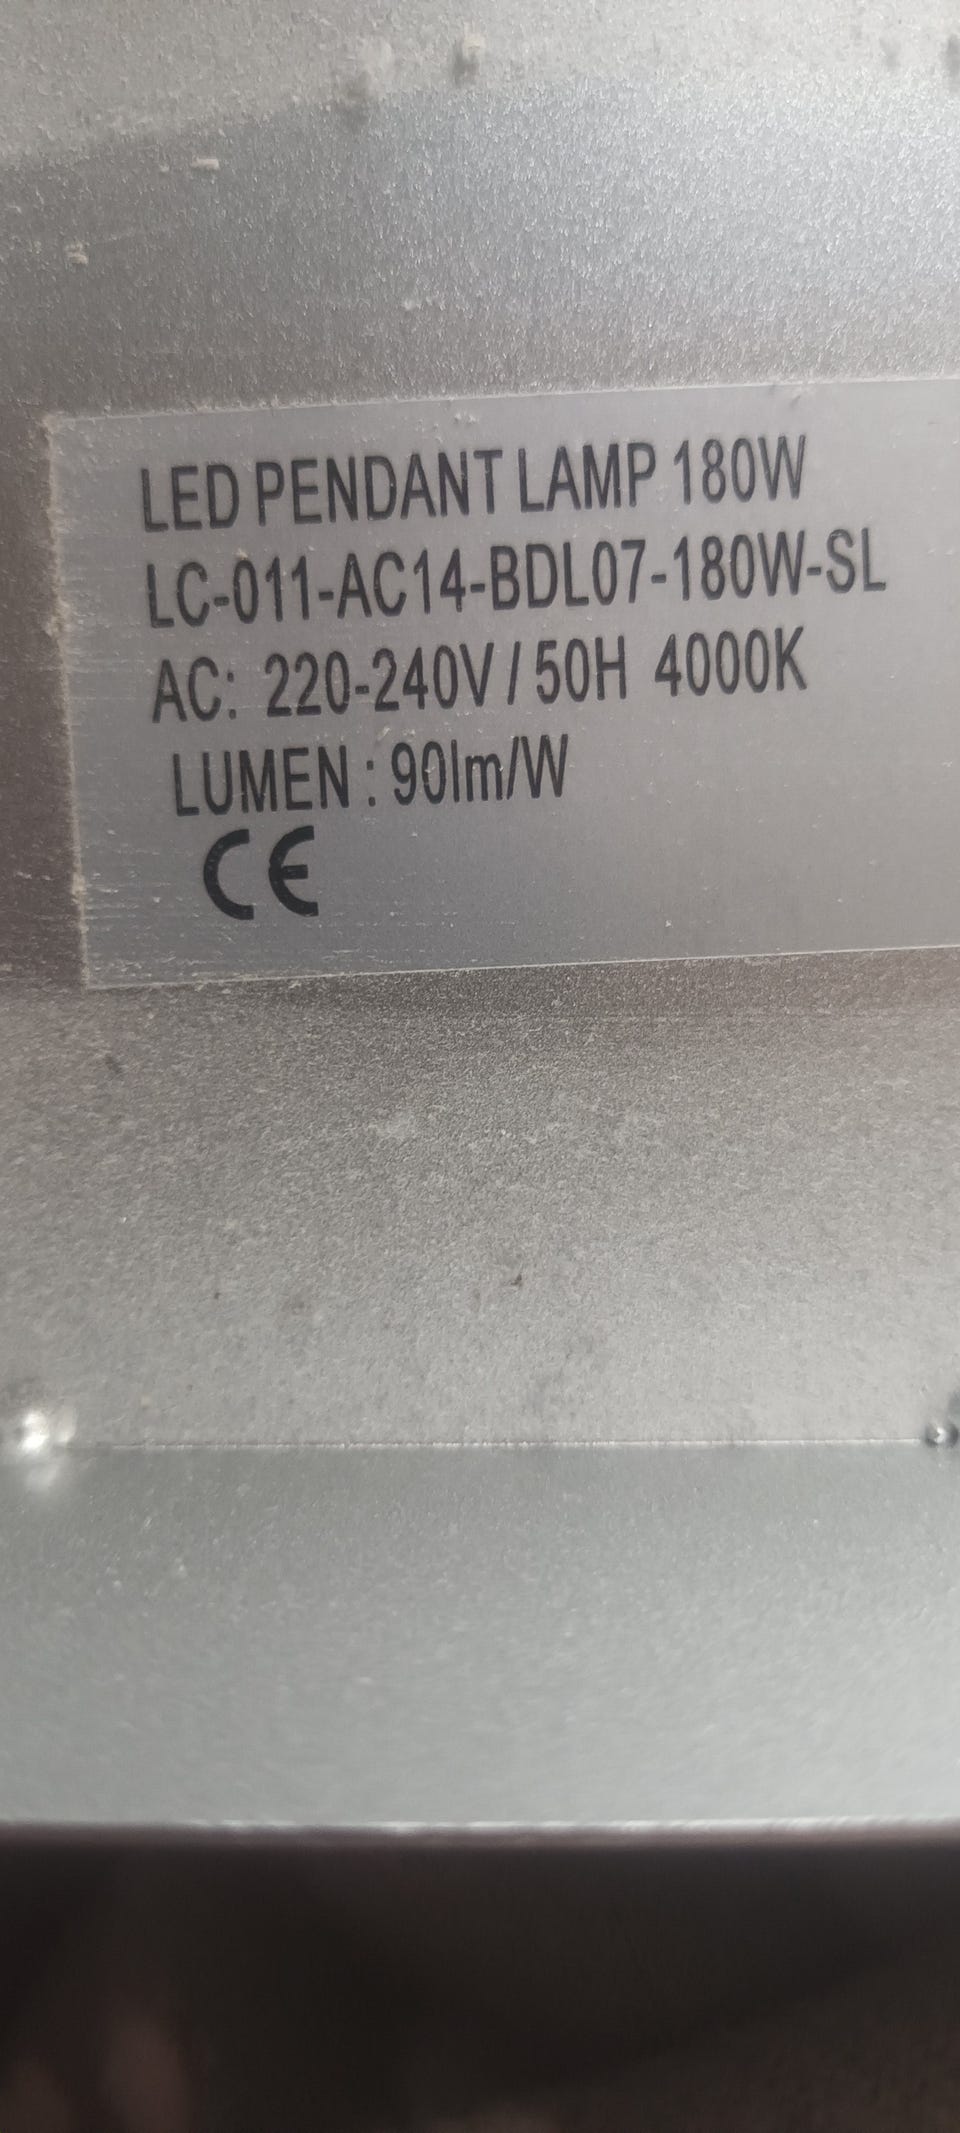 LED PENDANT LAMP 180W
LC-011-AC14-BDL07-180W-SL
AC: 220-240V / 50H 4000K
LUMEN : 90lm/W
CE